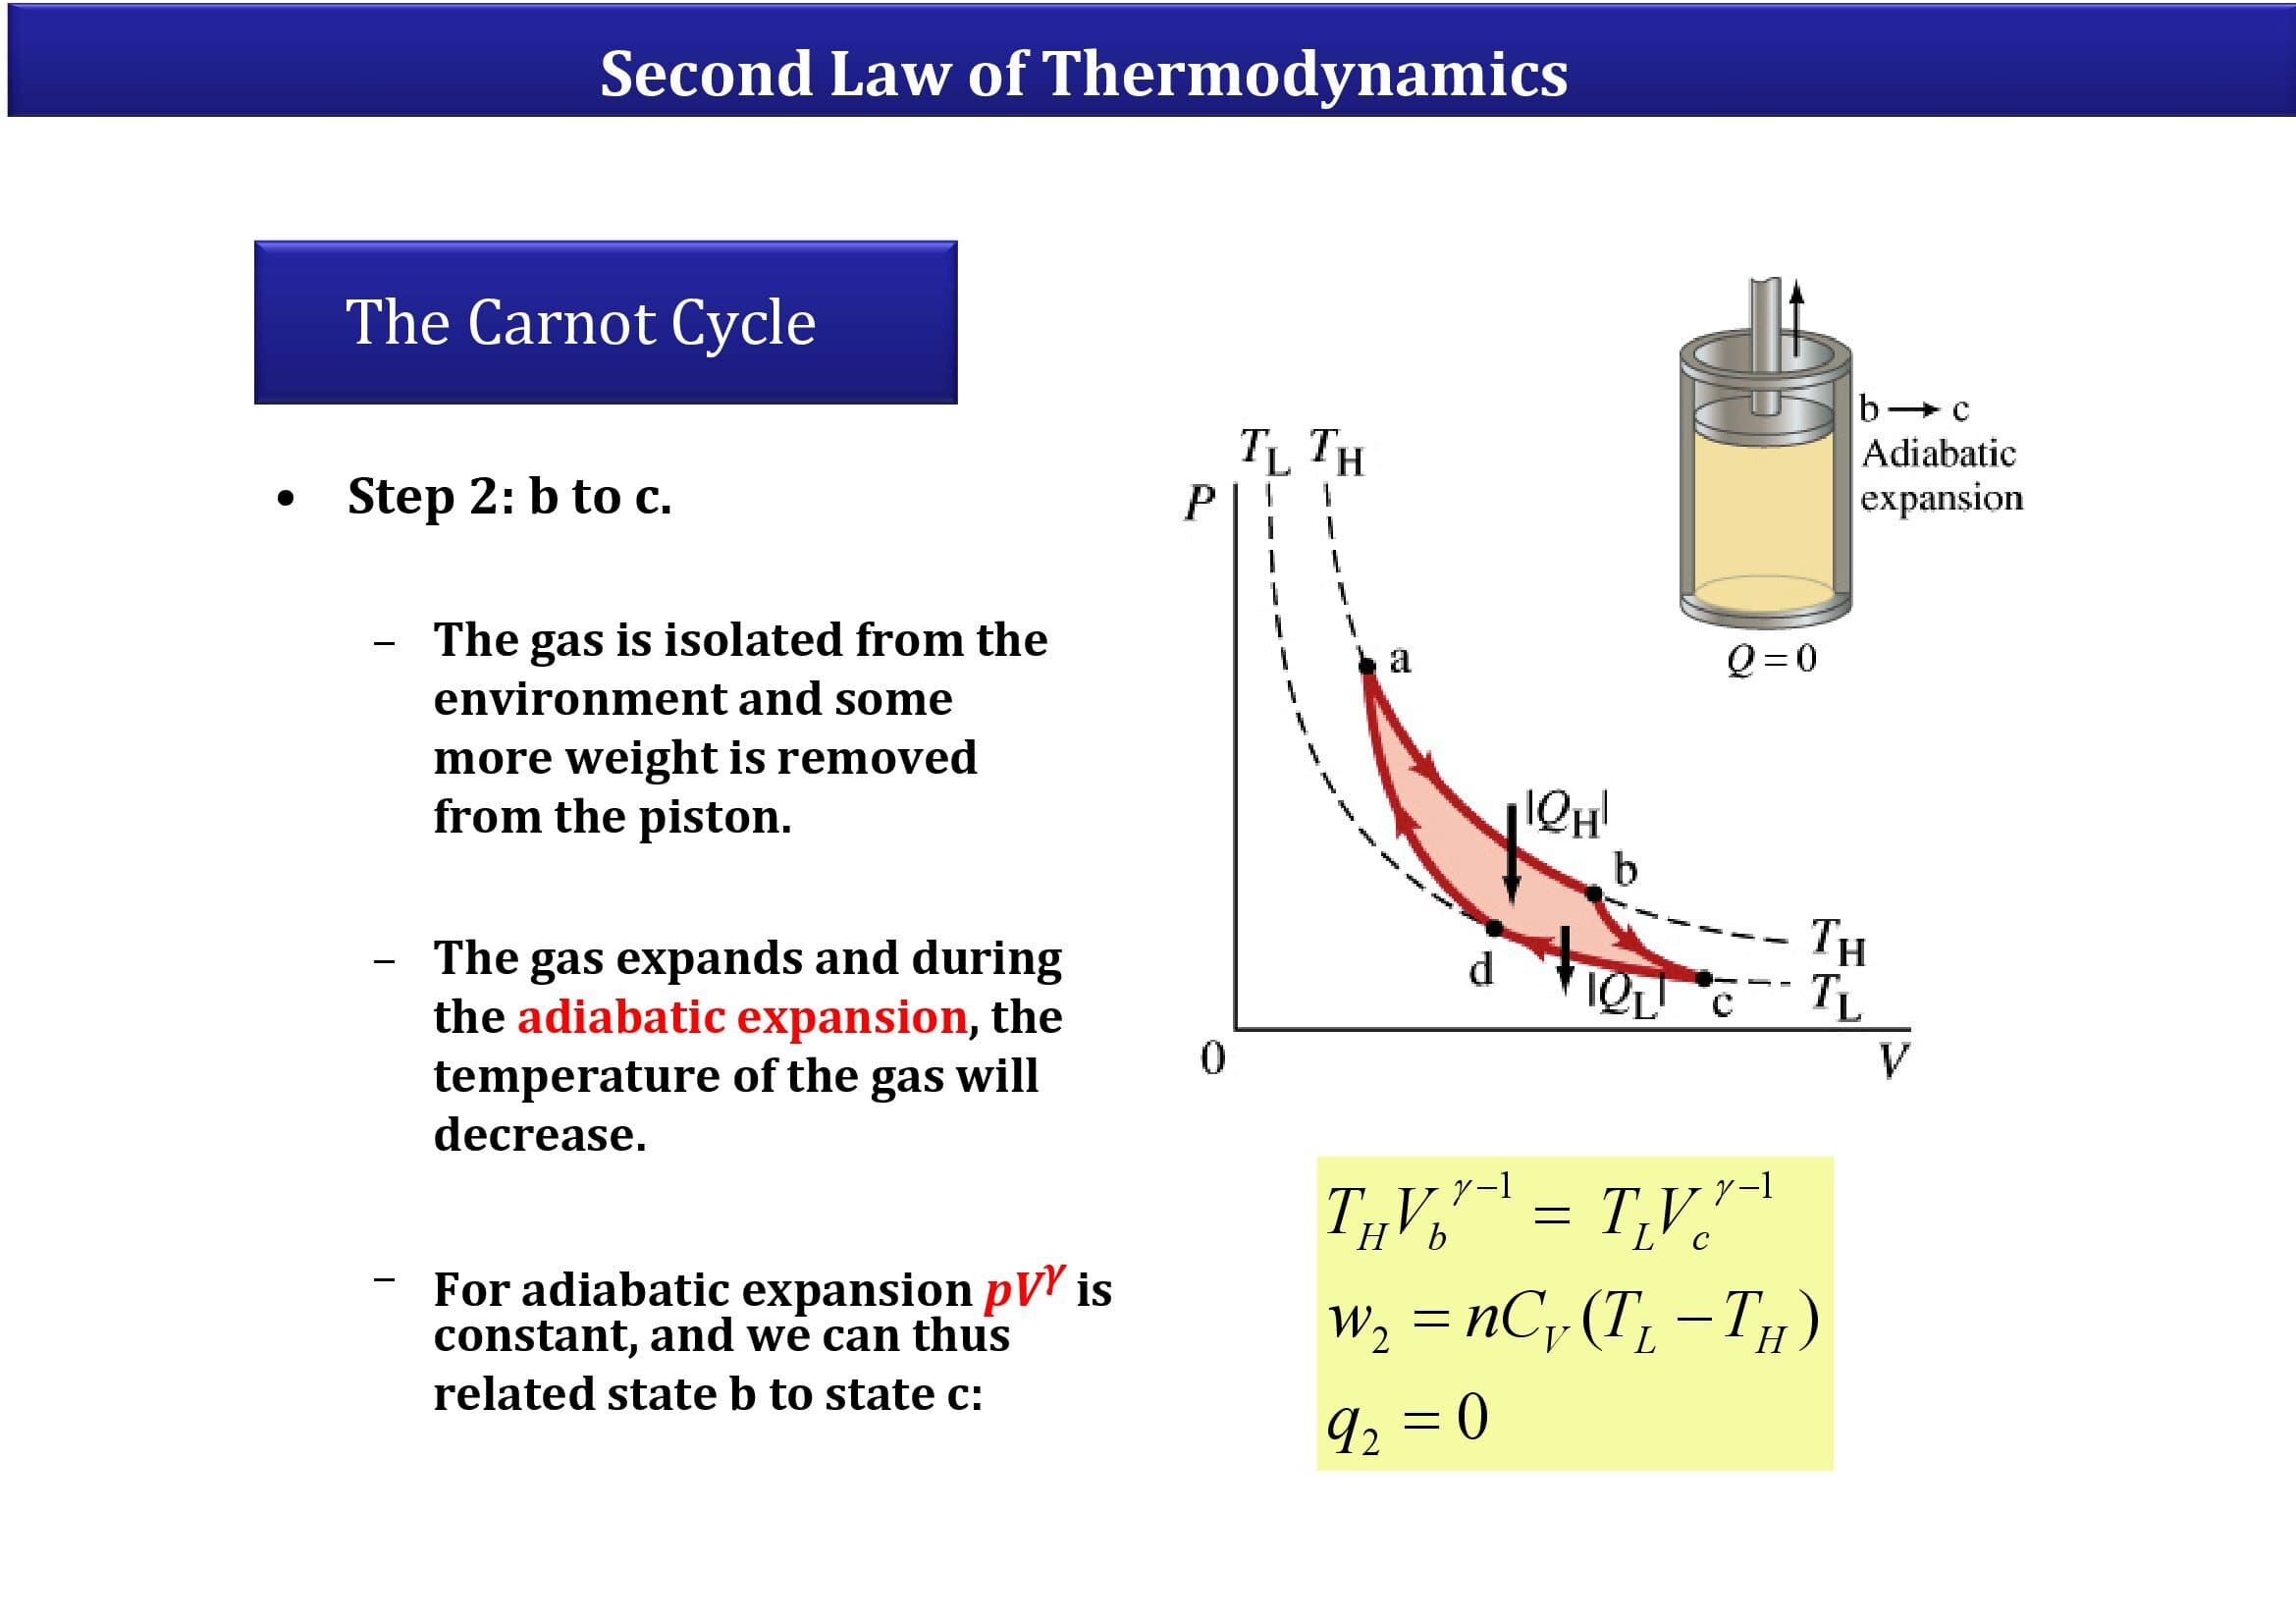 Second Law of Thermodynamics
The Carnot Cycle
• Step 2: b to c.
– The gas is isolated from the
environment and some
more weight is removed
from the piston.
– The gas expands and during
the adiabatic expansion, the
temperature of the gas will
decrease.
– For adiabatic expansion pV^γ is
constant, and we can thus
related state b to state c:
b → c
Adiabatic
expansion
Q = 0
T_L T_H
P
a
|Q_H|
b
T_H
d
|Q_L|
c
T_L
0
V
T_H V_b^{γ−1} = T_L V_c^{γ−1}
w_2 = nC_V (T_L − T_H)
q_2 = 0